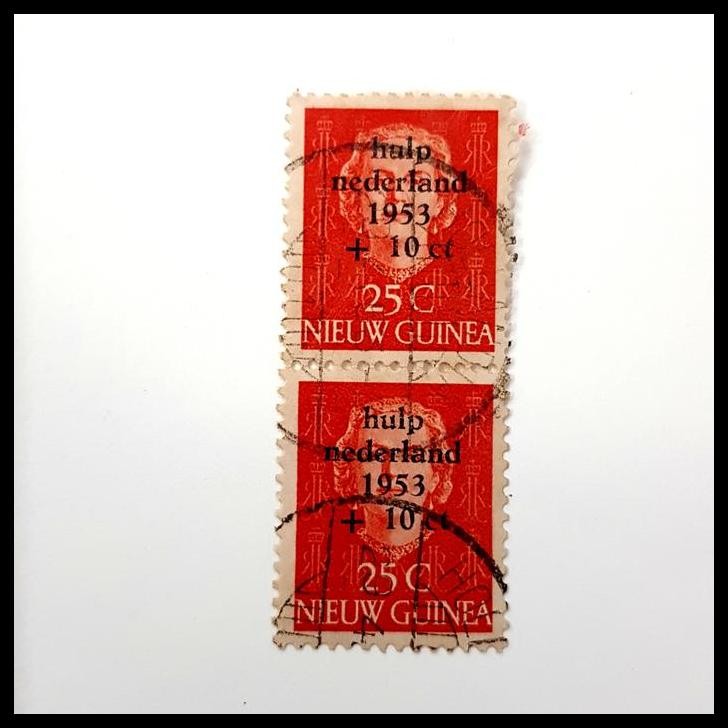 hulp
nederland
1953
+ 10 ct
25 C
NIEUW GUINEA
hulp
nederland
1953
+ 10 ct
25 C
NIEUW GUINEA